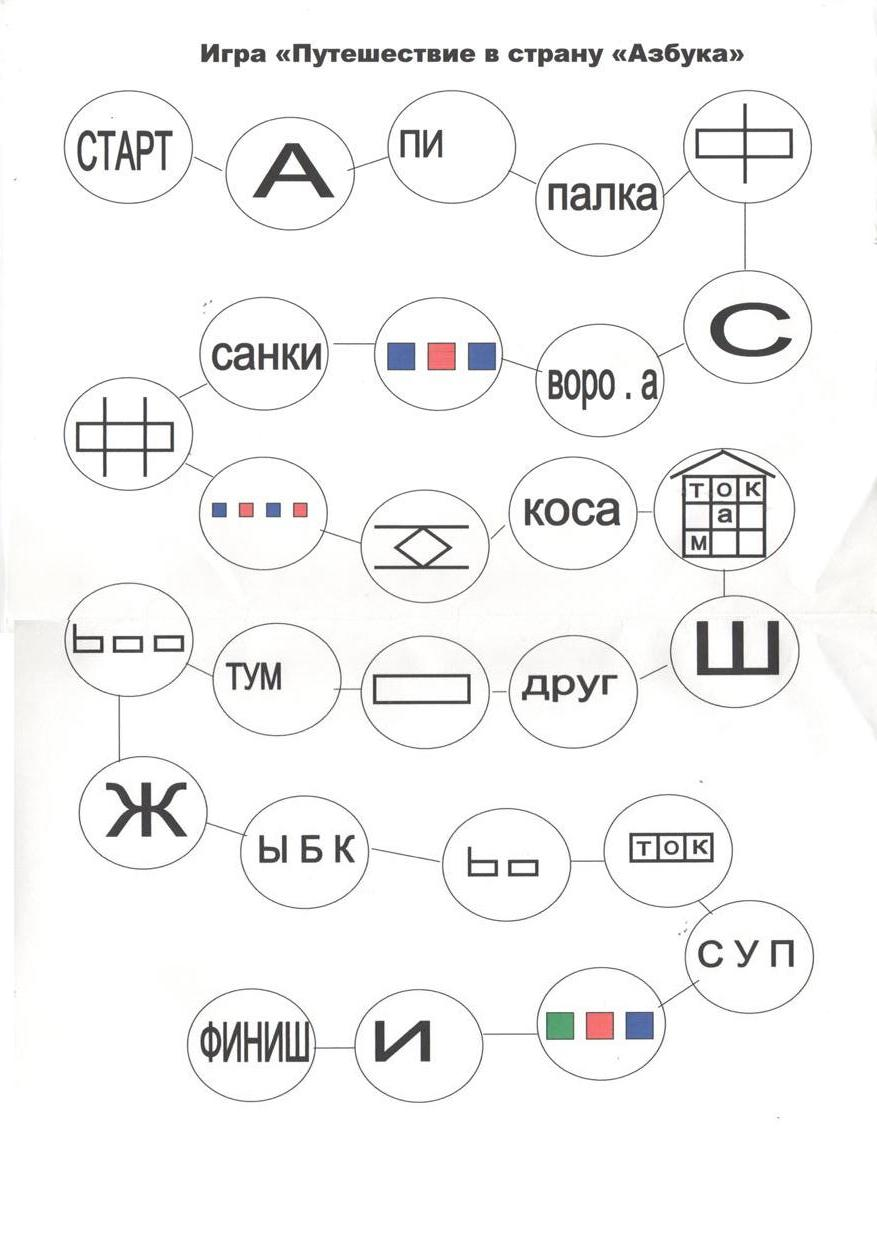 Игра «Путешествие в страну «Азбука»
СТАРТ
А
ПИ
палка
С
воро . а
санки
коса
Т О К
а
М
Ш
друг
ТУМ
Ж
Ы Б К
Т О К
С У П
И
ФИНИШ